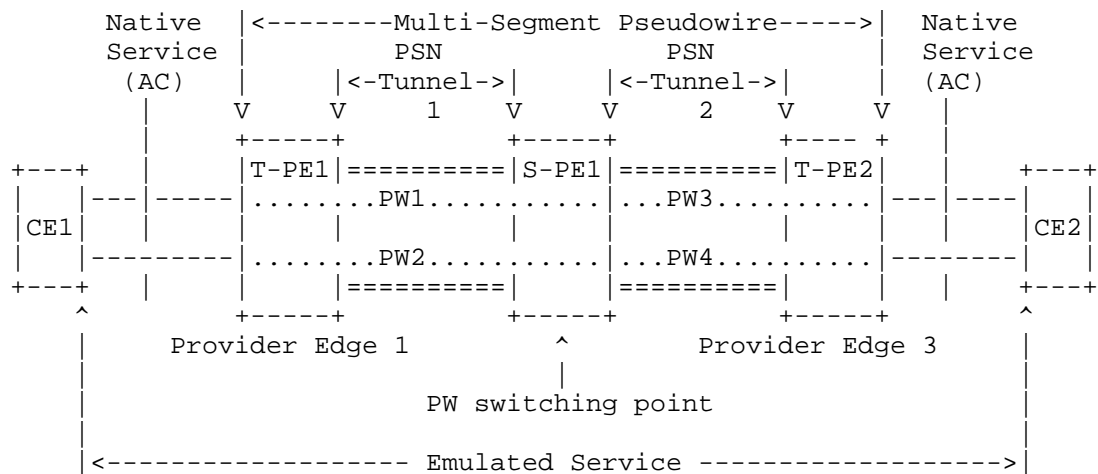 Native |<--------Multi-Segment Pseudowire----->| Native
Service | PSN PSN | Service
(AC) | |<-Tunnel->| |<-Tunnel->| | (AC)
| V V 1 V V 2 V V |
| +-----+ +-----+ +---- + |
+---+ | |T-PE1|==========|S-PE1|==========|T-PE2| | +---+
| |---|-----|........PW1...........|...PW3..........|---|----| |
|CE1| | | | | | | | | |CE2|
| |---------|........PW2...........|...PW4..........|--------| |
+---+ | | |==========| |==========| | | +---+
^ +-----+ +-----+ +-----+ ^
| Provider Edge 1 ^ Provider Edge 3 |
| | |
| PW switching point |
| |
|<------------------- Emulated Service ------------------->|